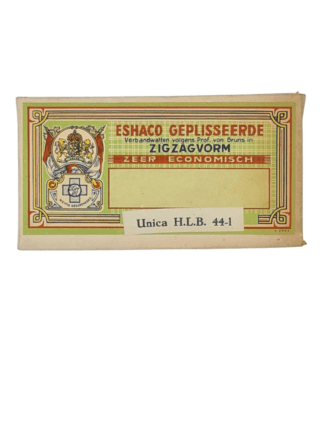 ESHACO GEPLISSEERDE
Verbandwatten volgens Prof. von Bruns in
ZIGZAGVORM
ZEER ECONOMISCH
Unica H.L.B. 44-1